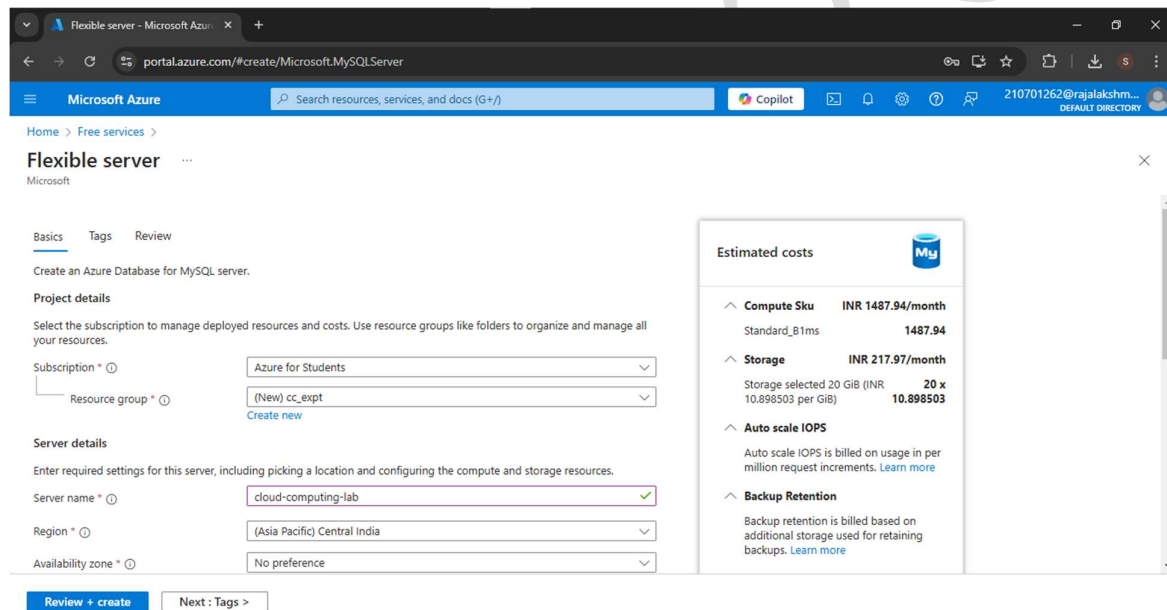 Flexible server - Microsoft Azur
portal.azure.com/#create/Microsoft.MySQLServer
S
Microsoft Azure
Search resources, services, and docs (G+/)
Copilot
210701262@rajalakshm...
DEFAULT DIRECTORY
Home > Free services >
Flexible server ...
Microsoft
Basics Tags Review
Create an Azure Database for MySQL server.
Project details
Select the subscription to manage deployed resources and costs. Use resource groups like folders to organize and manage all
your resources.
Subscription * Azure for Students
Resource group * (New) cc_expt
Create new
Server details
Enter required settings for this server, including picking a location and configuring the compute and storage resources.
Server name * cloud-computing-lab
Region * (Asia Pacific) Central India
Availability zone * No preference
Review + create Next : Tags >
Estimated costs
My
Compute Sku INR 1487.94/month
Standard_B1ms 1487.94
Storage INR 217.97/month
Storage selected 20 GiB (INR 20 x
10.898503 per GiB) 10.898503
Auto scale IOPS
Auto scale IOPS is billed on usage in per
million request increments. Learn more
Backup Retention
Backup retention is billed based on
additional storage used for retaining
backups. Learn more